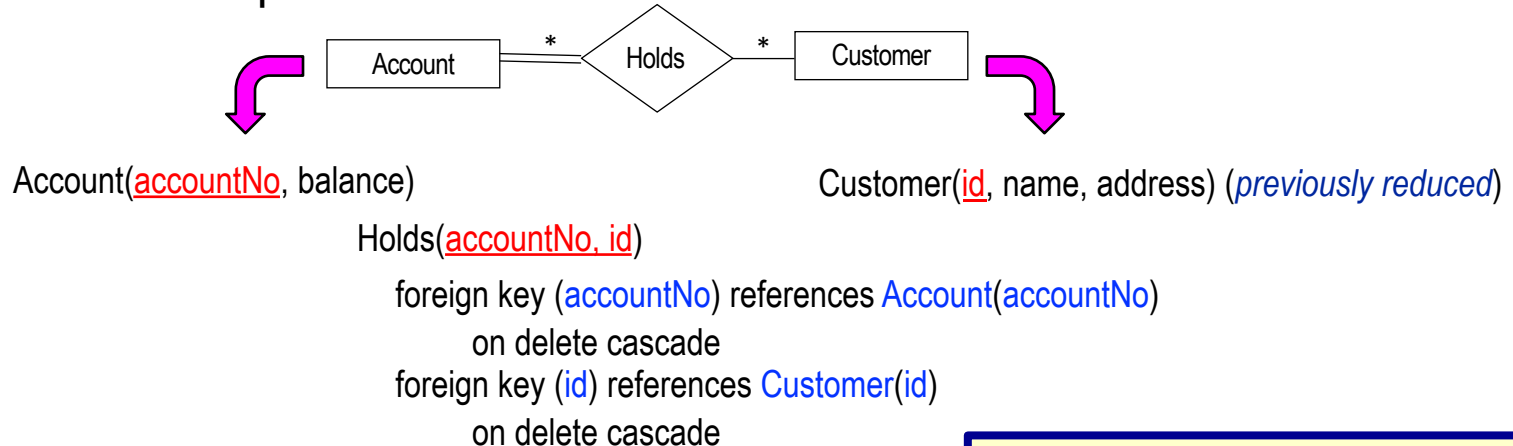 Account * Holds * Customer
Account(accountNo, balance)
Customer(id, name, address) (previously reduced)
Holds(accountNo, id)
foreign key (accountNo) references Account(accountNo)
on delete cascade
foreign key (id) references Customer(id)
on delete cascade